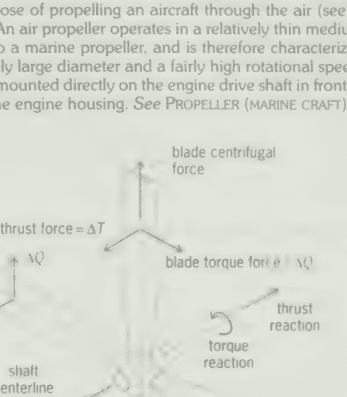 ose of propelling an aircraft through the air (see
An air propeller operates in a relatively thin mediu
o a marine propeller, and is therefore characteriz
ly large diameter and a fairly high rotational spee
mounted directly on the engine drive shaft in front
ne engine housing. See PROPELLER (MARINE CRAFT)
blade centrifugal
force
thrust force = ΔT
ΔQ
blade torque force ΔQ
thrust
reaction
torque
reaction
shaft
enterline